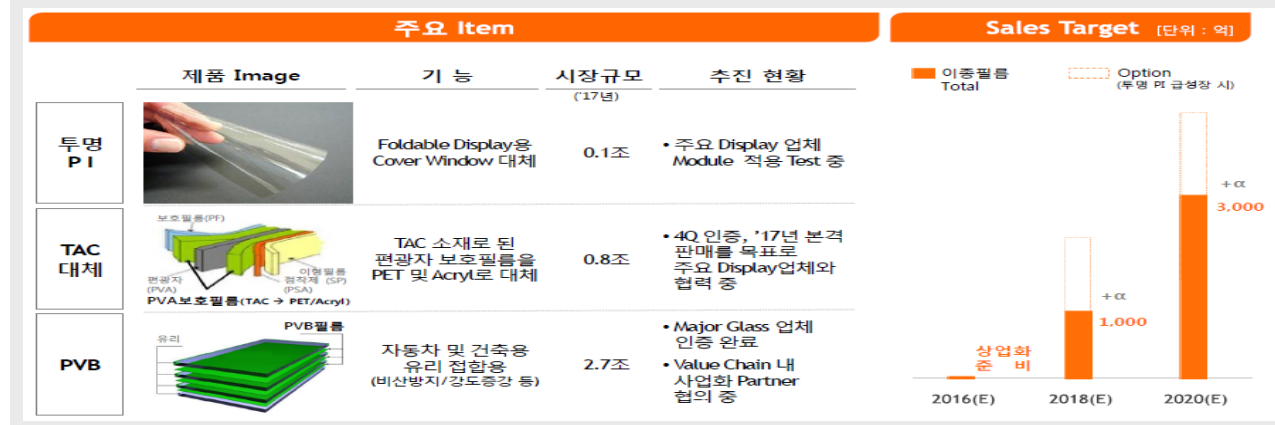 주요 Item
Sales Target [단위 : 억]
제품 Image
기 능
시장규모
('17년)
추진 현황
투명
P I
Foldable Display용
Cover Window 대체
0.1조
• 주요 Display 업체
Module 적용 Test 중
TAC
대체
보호필름(PF)
편광자
(PVA)
이형필름
점착제 (SP)
(PSA)
PVA보호필름(TAC → PET/Acryl)
TAC 소재로 된
편광자 보호필름을
PET 및 Acryl로 대체
0.8조
• 4Q 인증, '17년 본격
판매를 목표로
주요 Display업체와
협력 중
PVB
유리
PVB필름
자동차 및 건축용
유리 접합용
(비산방지/강도증강 등)
2.7조
• Major Glass 업체
인증 완료
• Value Chain 내
사업화 Partner
협의 중
이종필름
Total
Option
(투명 PI 급성장 시)
상업화
준 비
+α
1,000
+α
3,000
2016(E)
2018(E)
2020(E)